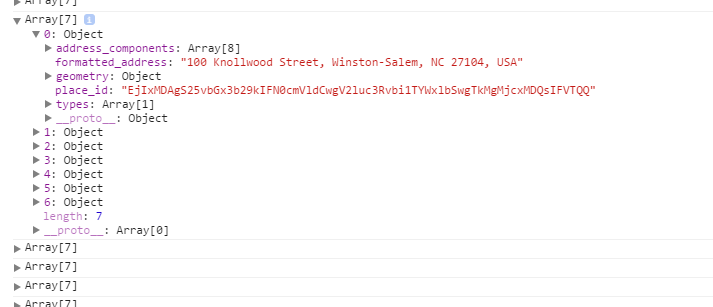 Array[7]
Array[7] i
0: Object
address_components: Array[8]
formatted_address: "100 Knollwood Street, Winston-Salem, NC 27104, USA"
geometry: Object
place_id: "EjIxMDAgS25vbGx3b29kIFN0cmVldCwgV2luc3Rvbi1TYWxlbSwgTkMgMjcxMDQsIFVTQQ"
types: Array[1]
__proto__: Object
1: Object
2: Object
3: Object
4: Object
5: Object
6: Object
length: 7
__proto__: Array[0]
Array[7]
Array[7]
Array[7]
Array[7]